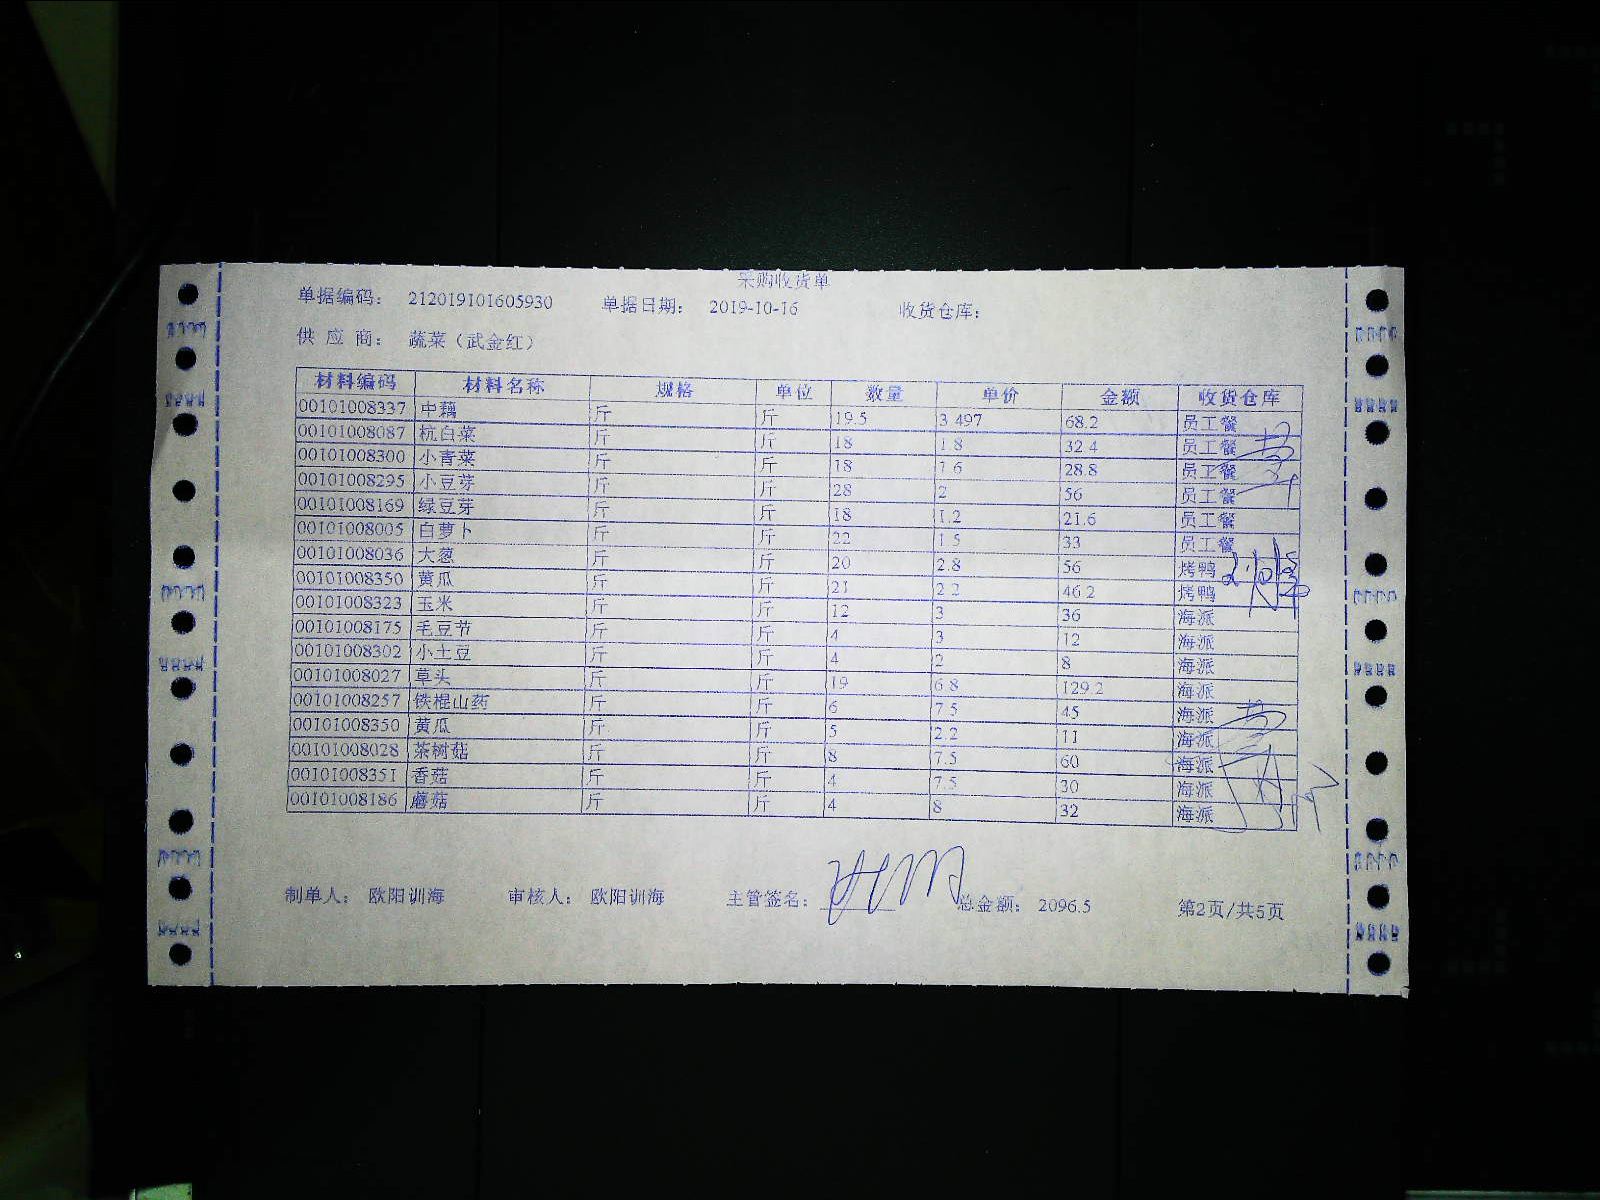 采购收货单
单据编码: 212019101605930 单据日期: 2019-10-16 收货仓库:
供 应 商: 蔬菜（武金红）
材料编码 材料名称 规格 单位 数量 单价 金额 收货仓库
00101008337 中藕 斤 斤 19.5 3.497 68.2 员工餐
00101008087 杭白菜 斤 斤 18 1.8 32.4 员工餐
00101008300 小青菜 斤 斤 18 1.6 28.8 员工餐
00101008295 小豆芽 斤 斤 28 2 56 员工餐
00101008169 绿豆芽 斤 斤 18 1.2 21.6 员工餐
00101008005 白萝卜 斤 斤 22 1.5 33 员工餐
00101008036 大葱 斤 斤 20 2.8 56 烤鸭
00101008350 黄瓜 斤 斤 21 2.2 46.2 烤鸭
00101008323 玉米 斤 斤 12 3 36 海派
00101008175 毛豆节 斤 斤 4 3 12 海派
00101008302 小土豆 斤 斤 4 2 8 海派
00101008027 草头 斤 斤 19 6.8 129.2 海派
00101008257 铁棍山药 斤 斤 6 7.5 45 海派
00101008350 黄瓜 斤 斤 5 2.2 11 海派
00101008028 茶树菇 斤 斤 8 7.5 60 海派
00101008351 香菇 斤 斤 4 7.5 30 海派
00101008186 蘑菇 斤 斤 4 8 32 海派
制单人: 欧阳训海 审核人: 欧阳训海 主管签名: 总金额: 2096.5 第2页/共5页